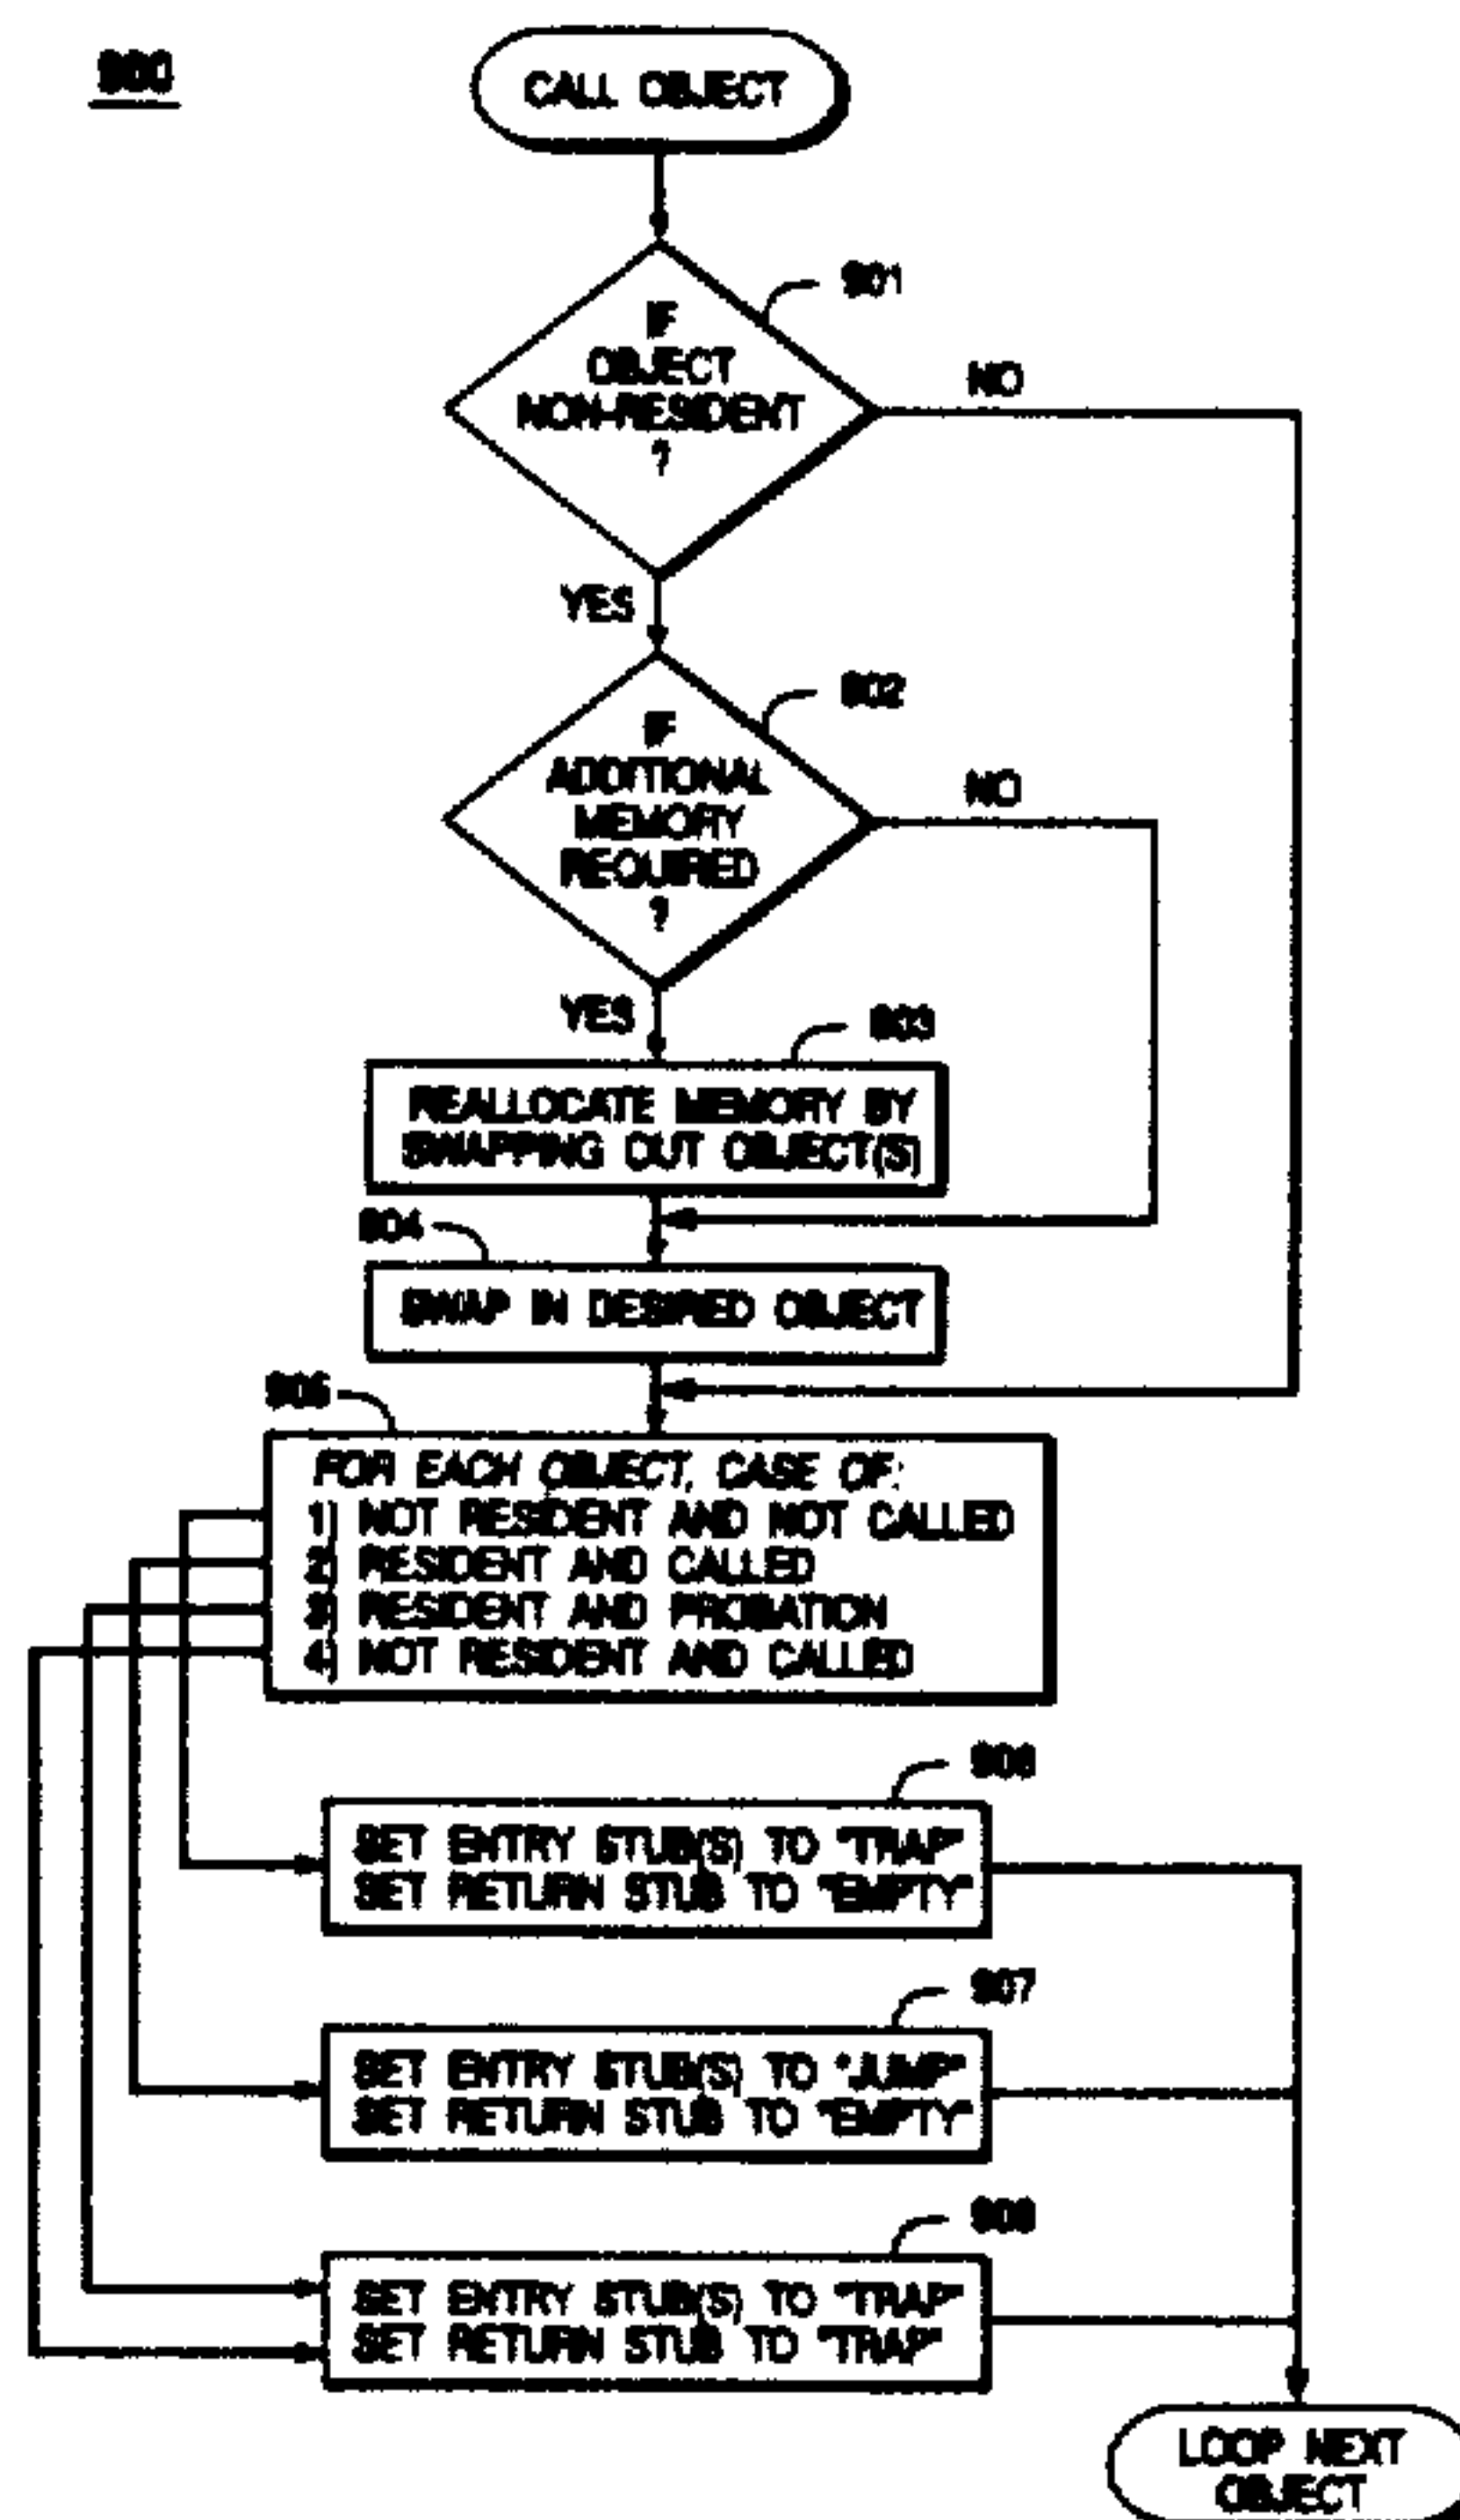 CALL OBJECT
901
IF
OBJECT
NON-RESIDENT
?
NO
YES
902
IF
ADDITIONAL
MEMORY
REQUIRED
?
NO
YES
903
REALLOCATE MEMORY BY
SWAPPING OUT OBJECT(S)
904
SWAP IN DESIRED OBJECT
905
FOR EACH OBJECT, CASE OF:
1) NOT RESIDENT AND NOT CALLED
2) RESIDENT AND CALLED
3) RESIDENT AND PROBATION
4) NOT RESIDENT AND CALLED
906
SET ENTRY STUB(S) TO "TRAP"
SET RETURN STUB TO "EMPTY"
907
SET ENTRY STUB(S) TO "JUMP"
SET RETURN STUB TO "EMPTY"
908
SET ENTRY STUB(S) TO "TRAP"
SET RETURN STUB TO "TRAP"
LOOP NEXT
OBJECT